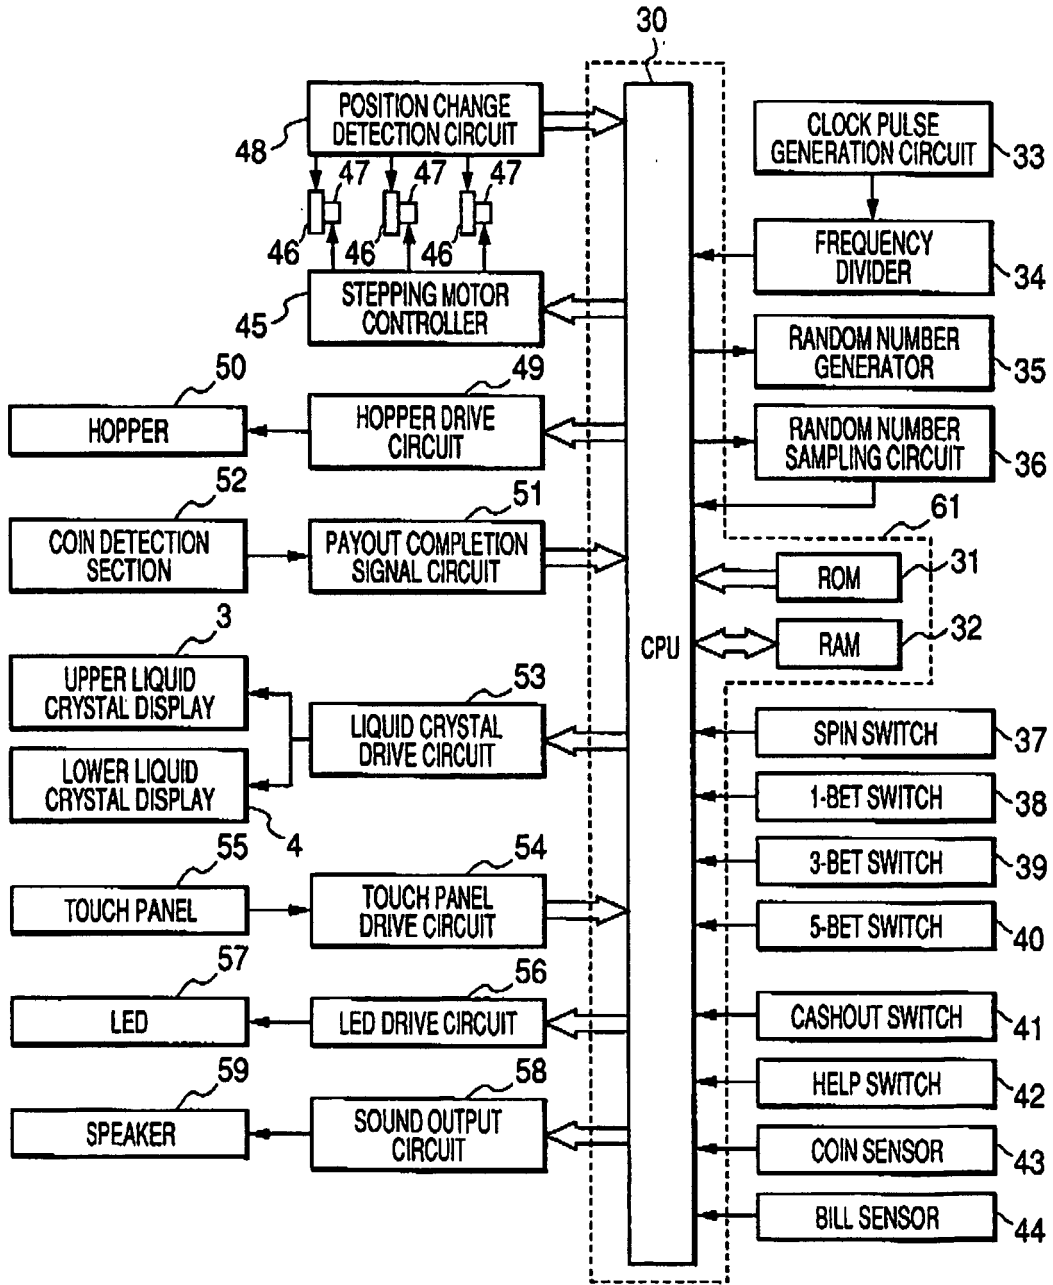 30
POSITION CHANGE
DETECTION CIRCUIT
48
CLOCK PULSE
GENERATION CIRCUIT
33
47
47
47
46
46
46
FREQUENCY
DIVIDER
34
STEPPING MOTOR
CONTROLLER
45
RANDOM NUMBER
GENERATOR
35
50
HOPPER
49
HOPPER DRIVE
CIRCUIT
RANDOM NUMBER
SAMPLING CIRCUIT
36
52
COIN DETECTION
SECTION
51
PAYOUT COMPLETION
SIGNAL CIRCUIT
61
ROM
31
CPU
RAM
32
3
UPPER LIQUID
CRYSTAL DISPLAY
53
LIQUID CRYSTAL
DRIVE CIRCUIT
LOWER LIQUID
CRYSTAL DISPLAY
4
SPIN SWITCH
37
1-BET SWITCH
38
3-BET SWITCH
39
5-BET SWITCH
40
55
TOUCH PANEL
54
TOUCH PANEL
DRIVE CIRCUIT
57
LED
56
LED DRIVE CIRCUIT
CASHOUT SWITCH
41
HELP SWITCH
42
59
SPEAKER
58
SOUND OUTPUT
CIRCUIT
COIN SENSOR
43
BILL SENSOR
44